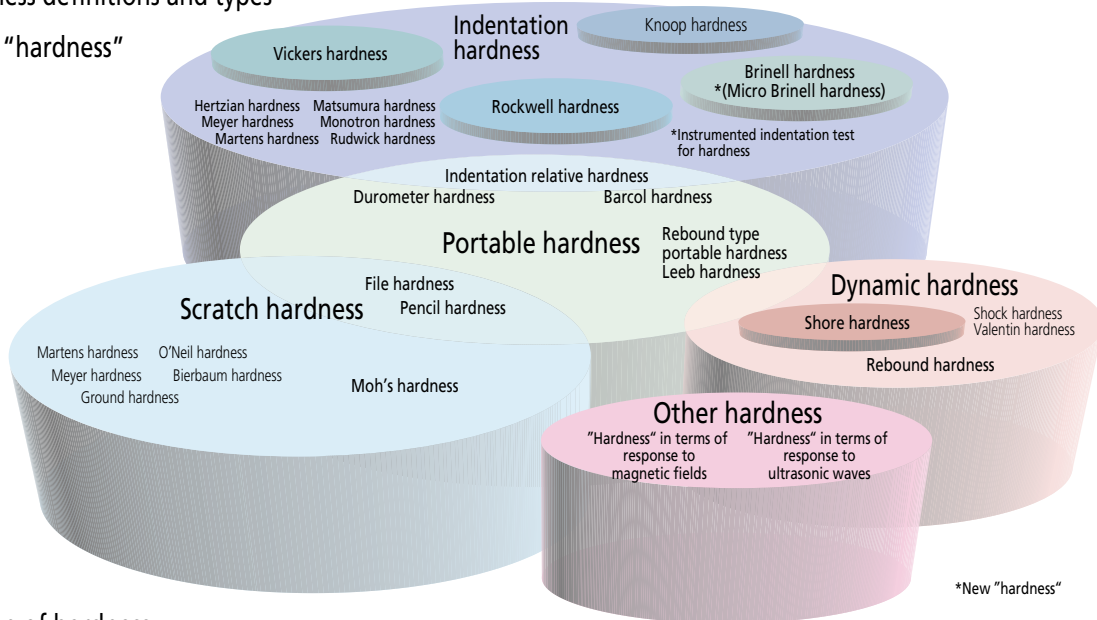 ess definitions and types
"hardness"
Indentation
hardness
Knoop hardness
Vickers hardness
Brinell hardness
*(Micro Brinell hardness)
Rockwell hardness
Hertzian hardness
Matsumura hardness
Meyer hardness
Monotron hardness
Martens hardness
Rudwick hardness
*Instrumented indentation test
for hardness
Indentation relative hardness
Durometer hardness
Barcol hardness
Portable hardness
Rebound type
portable hardness
Leeb hardness
File hardness
Pencil hardness
Scratch hardness
Martens hardness
O'Neil hardness
Meyer hardness
Bierbaum hardness
Ground hardness
Moh's hardness
Dynamic hardness
Shore hardness
Shock hardness
Valentin hardness
Rebound hardness
Other hardness
"Hardness" in terms of
response to
magnetic fields
"Hardness" in terms of
response to
ultrasonic waves
*New "hardness"